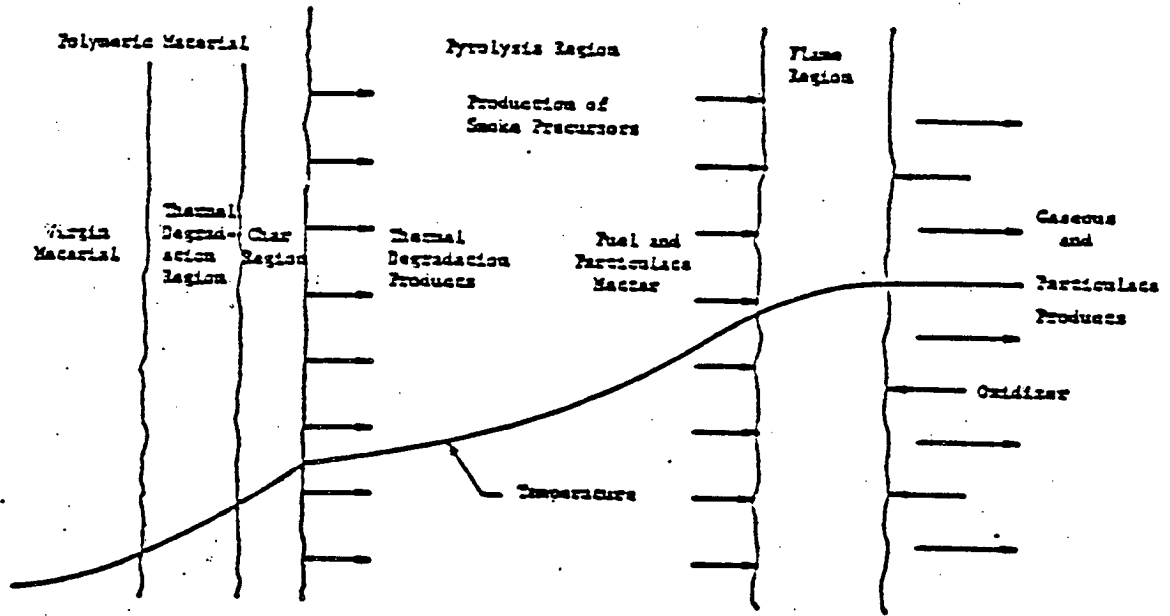 Polymeric Material
Pyrolysis Region
Flame
Region
Production of
Smoke Precursors
Virgin
Material
Thermal
Degrad-
ation
Region
Char
Region
Thermal
Degradation
Products
Fuel and
Particulate
Matter
Gaseous
and
Particulate
Products
Oxidizer
Temperature